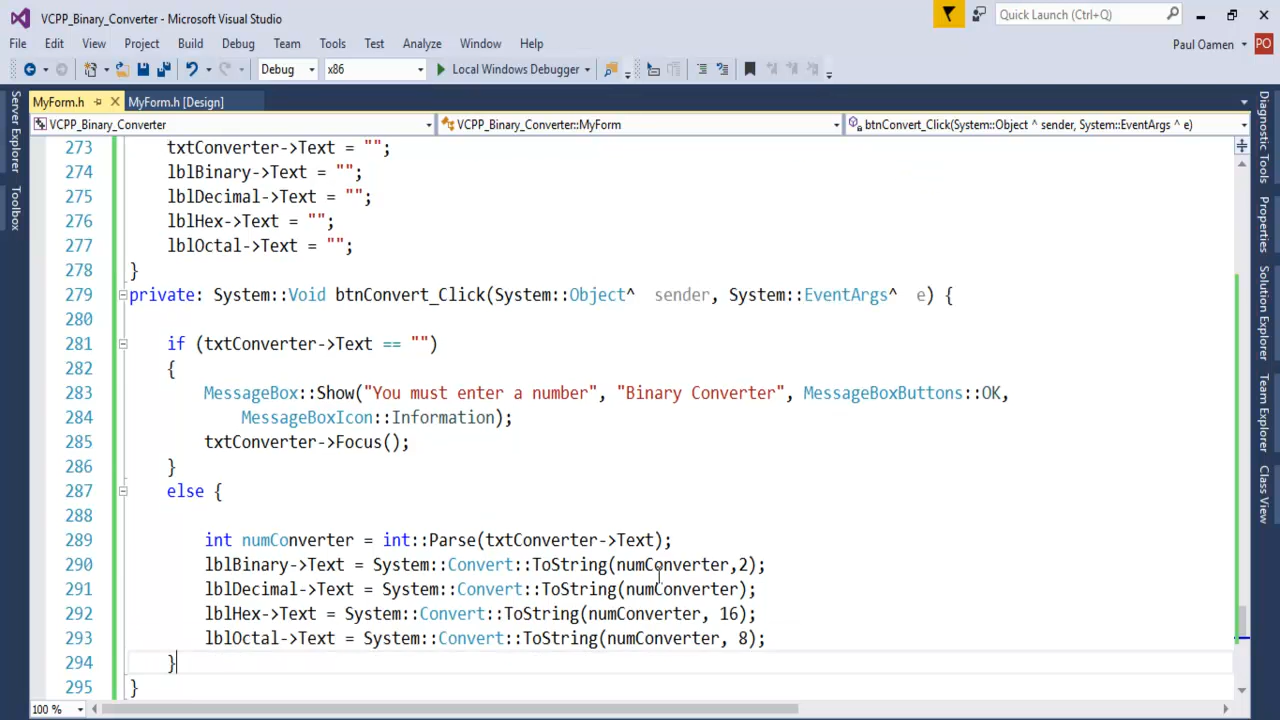 VCPP_Binary_Converter - Microsoft Visual Studio
Quick Launch (Ctrl+Q)
File Edit View Project Build Debug Team Tools Test Analyze Window Help
Paul Oamen PO
Debug x86 Local Windows Debugger
MyForm.h MyForm.h [Design]
VCPP_Binary_Converter VCPP_Binary_Converter::MyForm btnConvert_Click(System::Object ^ sender, System::EventArgs ^ e)
273 txtConverter->Text = "";
274 lblBinary->Text = "";
275 lblDecimal->Text = "";
276 lblHex->Text = "";
277 lblOctal->Text = "";
278 }
279 private: System::Void btnConvert_Click(System::Object^  sender, System::EventArgs^  e) {
280
281 if (txtConverter->Text == "")
282 {
283 MessageBox::Show("You must enter a number", "Binary Converter", MessageBoxButtons::OK,
284 MessageBoxIcon::Information);
285 txtConverter->Focus();
286 }
287 else {
288
289 int numConverter = int::Parse(txtConverter->Text);
290 lblBinary->Text = System::Convert::ToString(numConverter,2);
291 lblDecimal->Text = System::Convert::ToString(numConverter);
292 lblHex->Text = System::Convert::ToString(numConverter, 16);
293 lblOctal->Text = System::Convert::ToString(numConverter, 8);
294 }
295 }
100 %
Server Explorer
Toolbox
Diagnostic Tools
Properties
Solution Explorer
Team Explorer
Class View